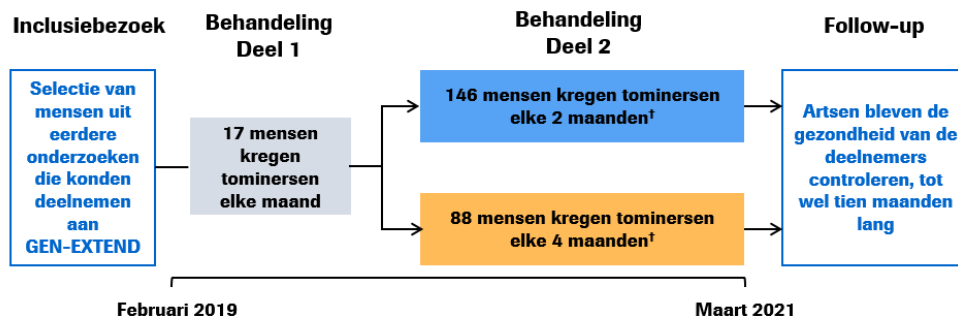 Inclusiebezoek
Behandeling
Deel 1
Behandeling
Deel 2
Follow-up
Selectie van
mensen uit
eerdere
onderzoeken
die konden
deelnemen
aan
GEN-EXTEND
17 mensen
kregen
tominersen
elke maand
146 mensen kregen tominersen
elke 2 maanden†
88 mensen kregen tominersen
elke 4 maanden†
Artsen bleven de
gezondheid van de
deelnemers
controleren, tot
wel tien maanden
lang
Februari 2019
Maart 2021